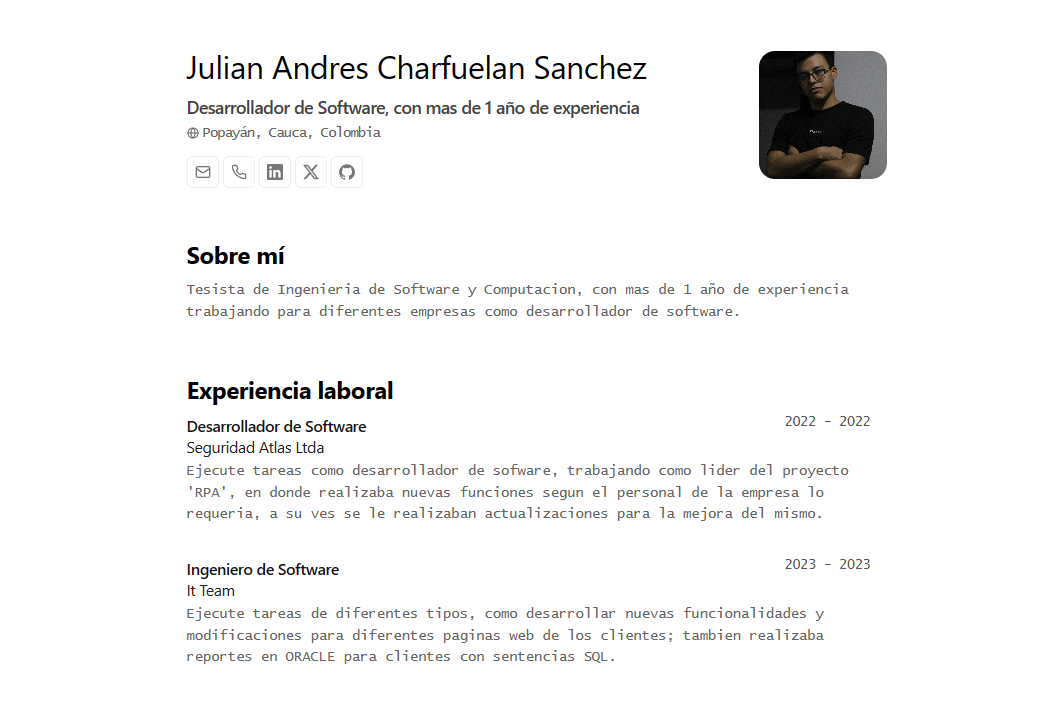 Julian Andres Charfuelan Sanchez
Desarrollador de Software, con mas de 1 año de experiencia
Popayán, Cauca, Colombia
Sobre mí
Tesista de Ingenieria de Software y Computacion, con mas de 1 año de experiencia
trabajando para diferentes empresas como desarrollador de software.
Experiencia laboral
Desarrollador de Software
2022 - 2022
Seguridad Atlas Ltda
Ejecute tareas como desarrollador de sofware, trabajando como lider del proyecto
'RPA', en donde realizaba nuevas funciones segun el personal de la empresa lo
requeria, a su ves se le realizaban actualizaciones para la mejora del mismo.
Ingeniero de Software
2023 - 2023
It Team
Ejecute tareas de diferentes tipos, como desarrollar nuevas funcionalidades y
modificaciones para diferentes paginas web de los clientes; tambien realizaba
reportes en ORACLE para clientes con sentencias SQL.